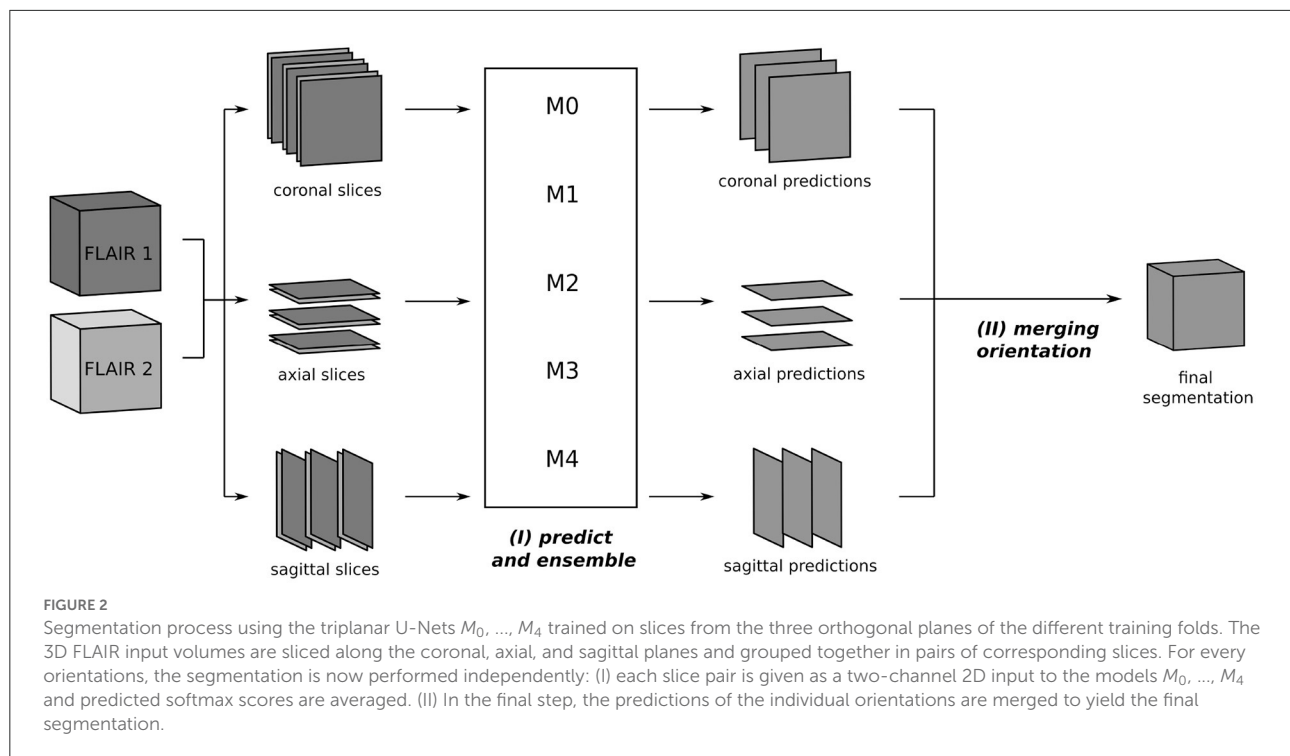 FLAIR 1
FLAIR 2
coronal slices
axial slices
sagittal slices
M0
M1
M2
M3
M4
(I) predict
and ensemble
coronal predictions
axial predictions
sagittal predictions
(II) merging
orientation
final
segmentation
FIGURE 2
Segmentation process using the triplanar U-Nets M₀, ..., M₄ trained on slices from the three orthogonal planes of the different training folds. The
3D FLAIR input volumes are sliced along the coronal, axial, and sagittal planes and grouped together in pairs of corresponding slices. For every
orientations, the segmentation is now performed independently: (I) each slice pair is given as a two-channel 2D input to the models M₀, ..., M₄
and predicted softmax scores are averaged. (II) In the final step, the predictions of the individual orientations are merged to yield the final
segmentation.